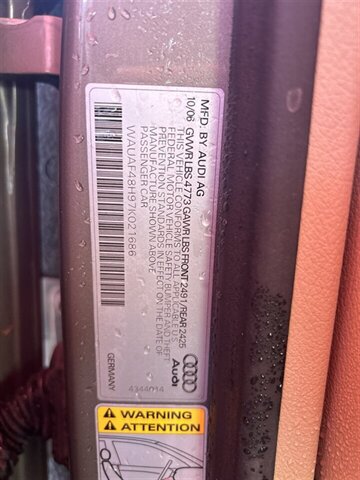 MFD. BY AUDI AG
10/06 GVWR LBS 4773 GAWR LBS FRONT 2491/REAR 2425
THIS VEHICLE CONFORMS TO ALL APPLICABLE US
FEDERAL MOTOR VEHICLE SAFETY BUMPER AND THEFT
PREVENTION STANDARDS IN EFFECT ON THE DATE OF
MANUFACTURE SHOWN ABOVE
PASSENGER CAR
WAUAF48H97K021686
GERMANY
Audi
4344014
WARNING
ATTENTION